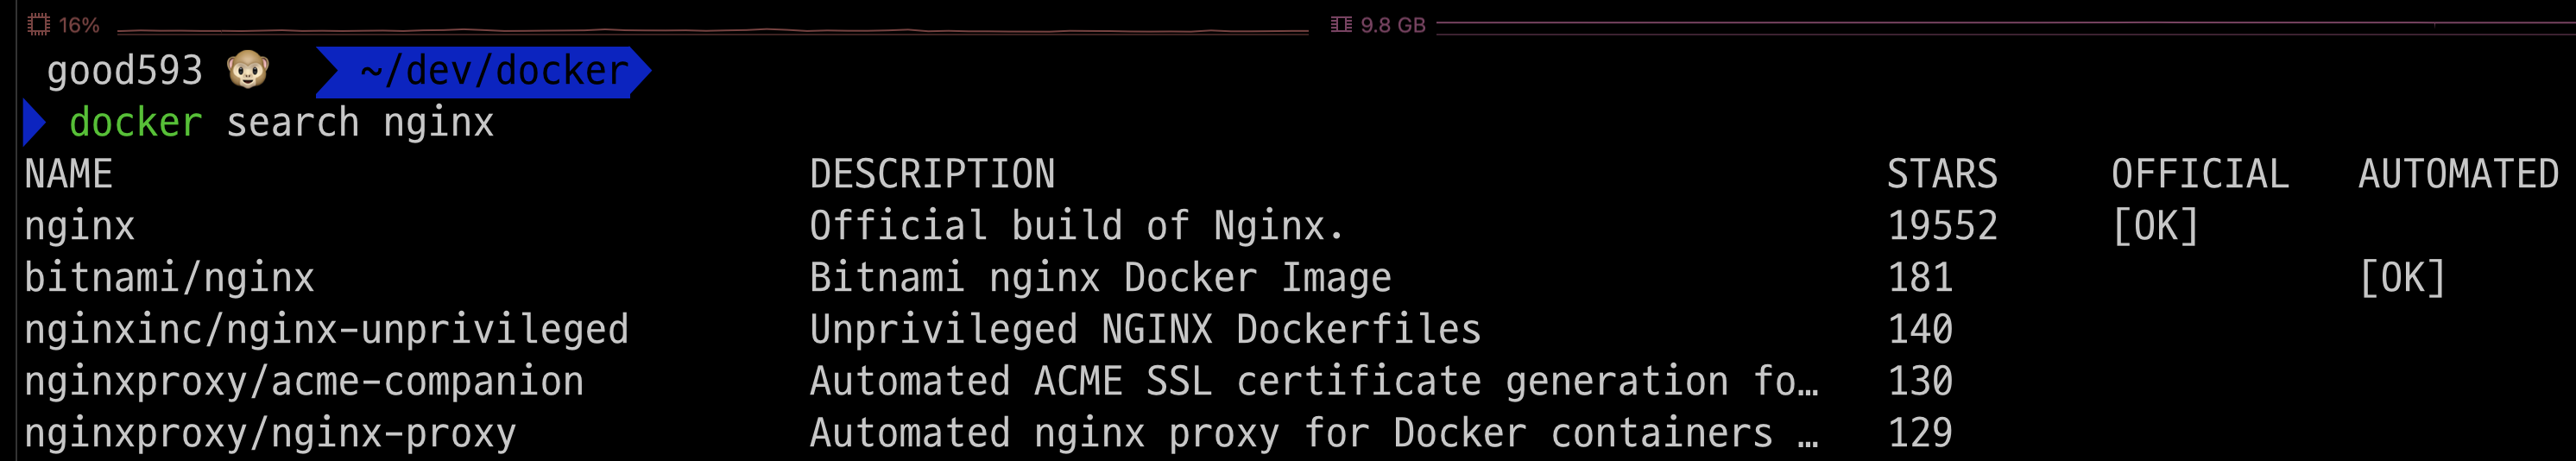 16% 9.8 GB
good593 🐵 ~/dev/docker
docker search nginx
NAME DESCRIPTION STARS OFFICIAL AUTOMATED
nginx Official build of Nginx. 19552 [OK]
bitnami/nginx Bitnami nginx Docker Image 181 [OK]
nginxinc/nginx-unprivileged Unprivileged NGINX Dockerfiles 140
nginxproxy/acme-companion Automated ACME SSL certificate generation fo… 130
nginxproxy/nginx-proxy Automated nginx proxy for Docker containers … 129